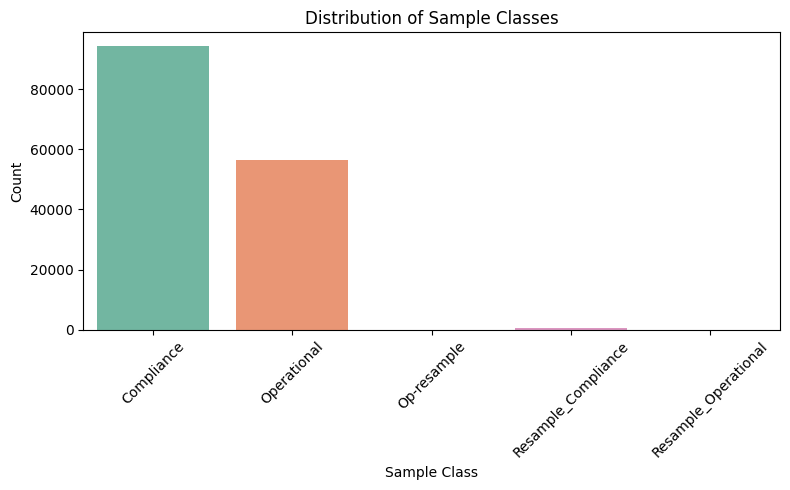 Distribution of Sample Classes
Count
80000
60000
40000
20000
0
Compliance
Operational
Op-resample
Resample_Compliance
Resample_Operational
Sample Class